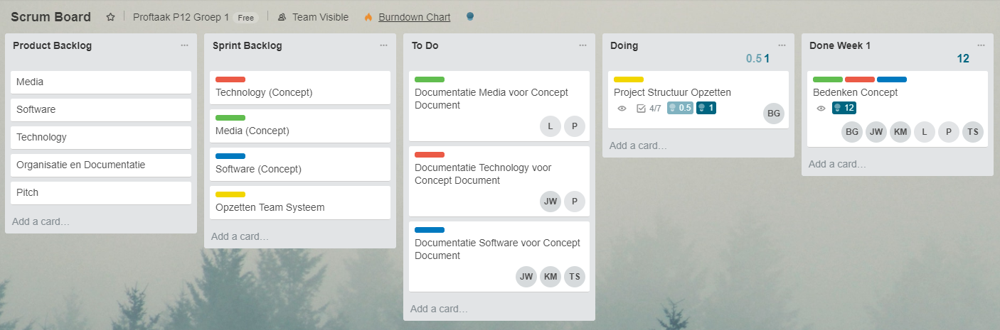 Scrum Board
Proftaak P12 Groep 1 Free
Team Visible
Burndown Chart
Product Backlog
Media
Software
Technology
Organisatie en Documentatie
Pitch
Add a card…
Sprint Backlog
Technology (Concept)
Media (Concept)
Software (Concept)
Opzetten Team Systeem
Add a card…
To Do
Documentatie Media voor Concept
Document
L P
Documentatie Technology voor
Concept Document
JW P
Documentatie Software voor Concept
Document
JW KM TS
Add a card…
Doing
0.5 1
Project Structuur Opzetten
4/7 0.5 1
BG
Add a card…
Done Week 1
12
Bedenken Concept
12
BG JW KM L P TS
Add a card…